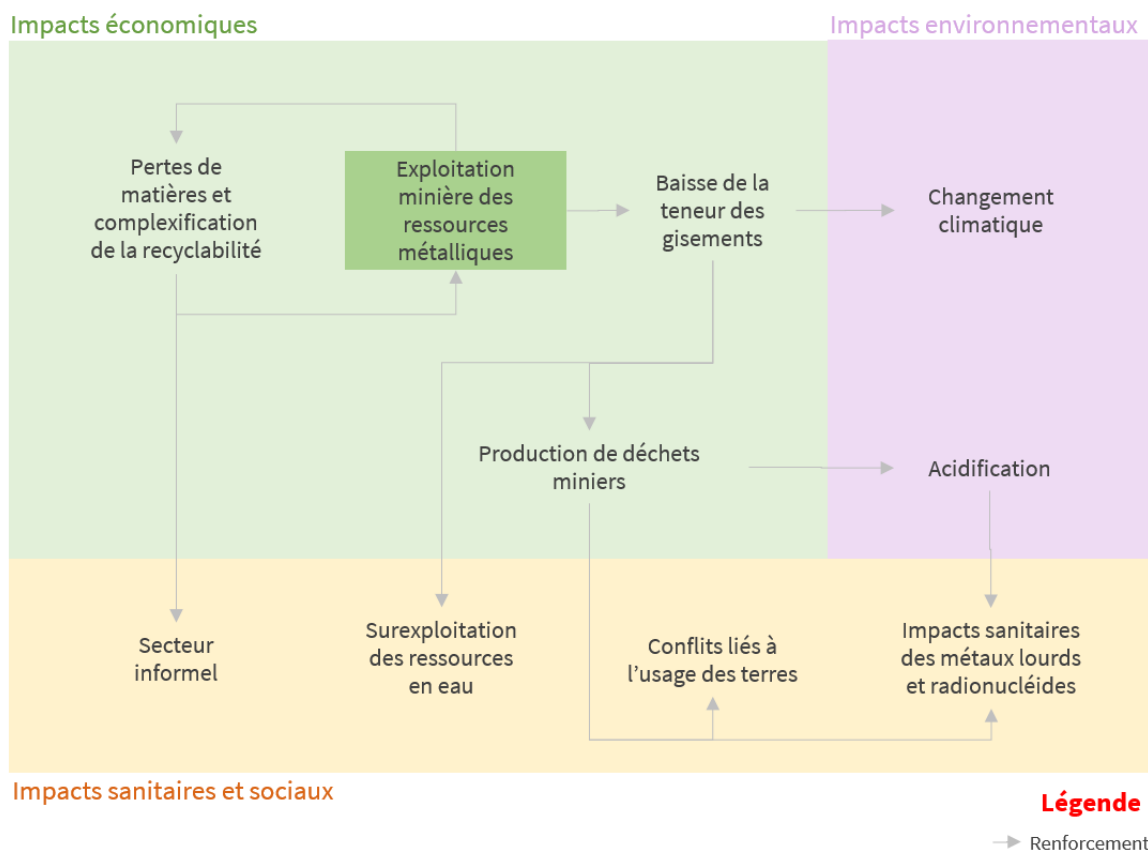 Impacts économiques
Impacts environnementaux
Pertes de
matières et
complexification
de la recyclabilité
Exploitation
minière des
ressources
métalliques
Baisse de la
teneur des
gisements
Changement
climatique
Production de déchets
miniers
Acidification
Secteur
informel
Surexploitation
des ressources
en eau
Conflits liés à
l’usage des terres
Impacts sanitaires
des métaux lourds
et radionucléides
Impacts sanitaires et sociaux
Légende
Renforcement